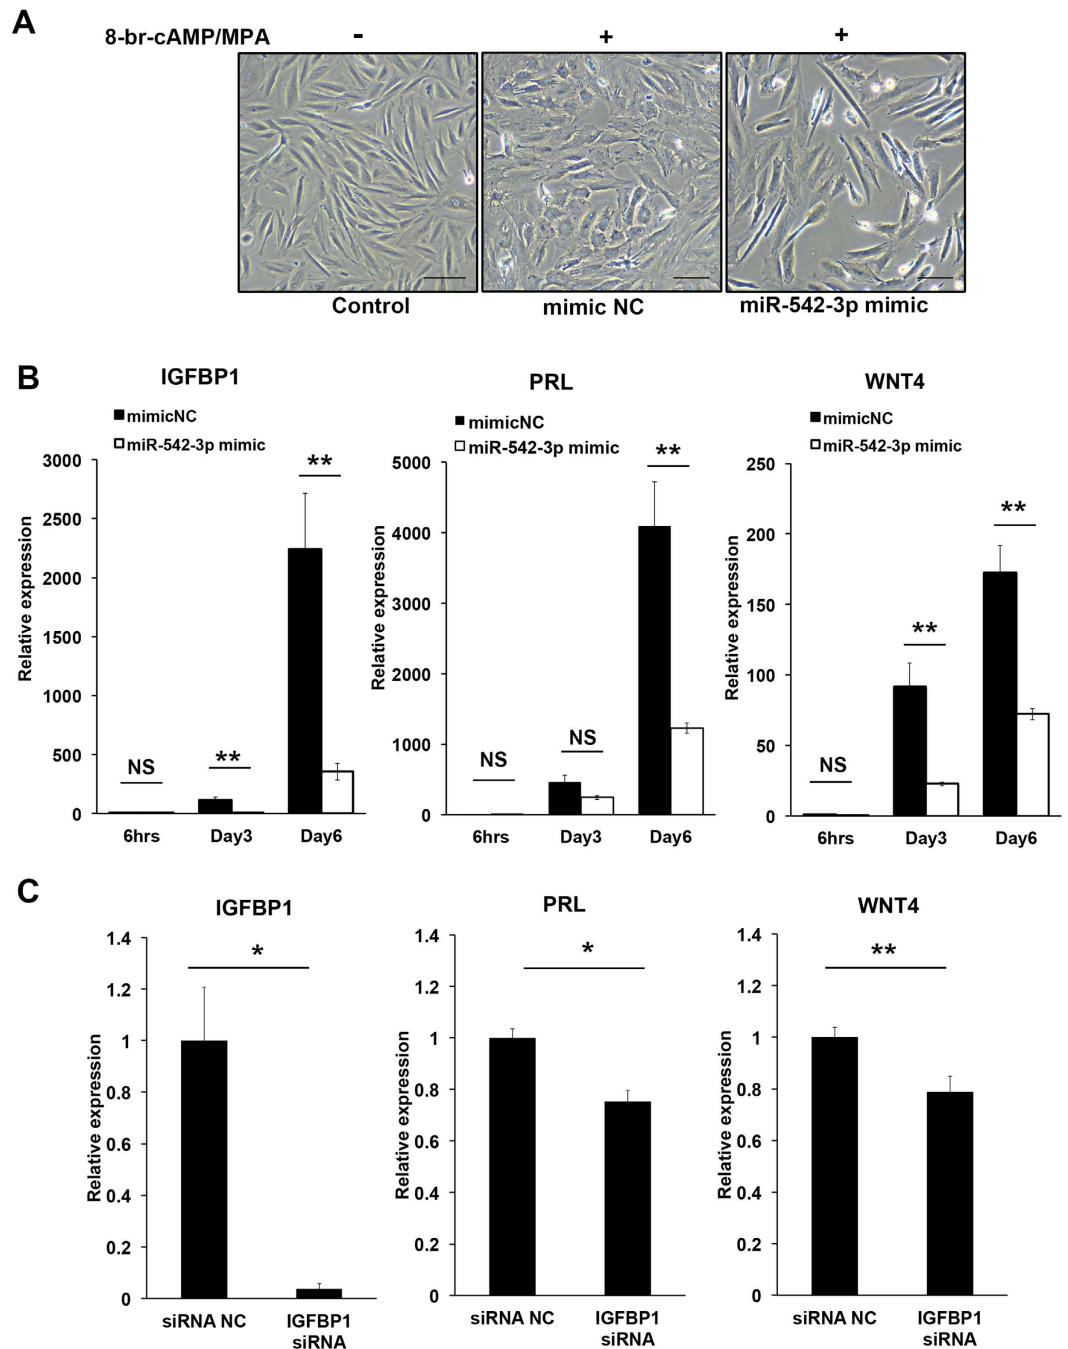 A
8-br-cAMP/MPA - + +
Control mimic NC miR-542-3p mimic
B
IGFBP1
mimicNC
miR-542-3p mimic
Relative expression
3000
2500
2000
1500
1000
500
0
NS
**
**
6hrs Day3 Day6
PRL
mimicNC
miR-542-3p mimic
Relative expression
5000
4000
3000
2000
1000
0
NS
NS
**
6hrs Day3 Day6
WNT4
mimicNC
miR-542-3p mimic
Relative expression
250
200
150
100
50
0
NS
**
**
6hrs Day3 Day6
C
IGFBP1
Relative expression
1.4
1.2
1
0.8
0.6
0.4
0.2
0
*
siRNA NC IGFBP1
siRNA
PRL
Relative expression
1.4
1.2
1
0.8
0.6
0.4
0.2
0
*
siRNA NC IGFBP1
siRNA
WNT4
Relative expression
1.4
1.2
1
0.8
0.6
0.4
0.2
0
**
siRNA NC IGFBP1
siRNA